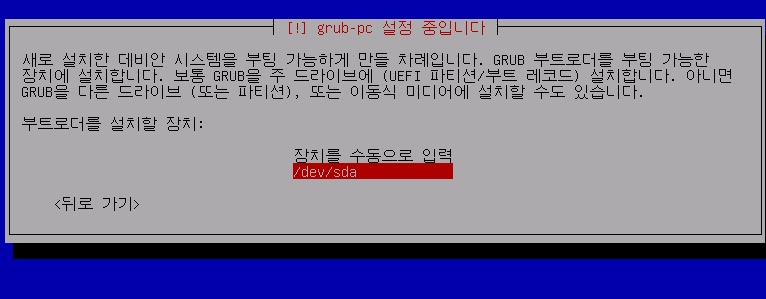 [!] grub-pc 설정 중입니다
새로 설치한 데비안 시스템을 부팅 가능하게 만들 차례입니다. GRUB 부트로더를 부팅 가능한
장치에 설치합니다. 보통 GRUB을 주 드라이브에 (UEFI 파티션/부트 레코드) 설치합니다. 아니면
GRUB을 다른 드라이브 (또는 파티션), 또는 이동식 미디어에 설치할 수도 있습니다.
부트로더를 설치할 장치:
장치를 수동으로 입력
/dev/sda
<뒤로 가기>